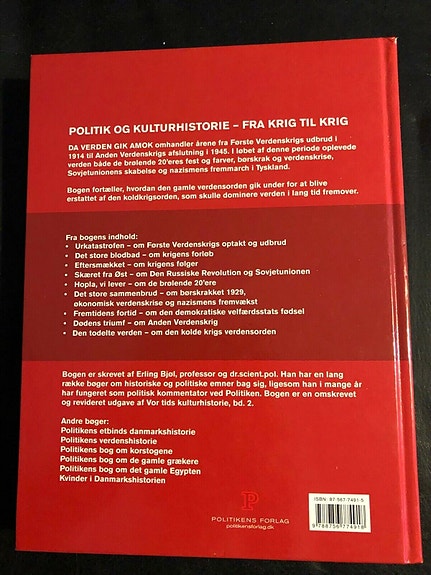 POLITIK OG KULTURHISTORIE – FRA KRIG TIL KRIG
DA VERDEN GIK AMOK omhandler årene fra Første Verdenskrigs udbrud i
1914 til Anden Verdenskrigs afslutning i 1945. I løbet af denne periode oplevede
verden både de brølende 20'eres fest og farver, børskrak og verdenskrise,
Sovjetunionens skabelse og nazismens fremmarch i Tyskland.
Bogen fortæller, hvordan den gamle verdensorden gik under for at blive
erstattet af den koldkrigsorden, som skulle dominere verden i lang tid fremover.
Fra bogens indhold:
• Urkatastrofen – om Første Verdenskrigs optakt og udbrud
• Det store blodbad – om krigens forløb
• Eftersmækket – om krigens følger
• Skæret fra Øst – om Den Russiske Revolution og Sovjetunionen
• Hopla, vi lever – om de brølende 20'ere
• Det store sammenbrud – om børskrakket 1929,
økonomisk verdenskrise og nazismens fremvækst
• Fremtidens fortid – om den demokratiske velfærdsstats fødsel
• Dødens triumf – om Anden Verdenskrig
• Den todelte verden – om den kolde krigs verdensorden
Bogen er skrevet af Erling Bjøl, professor og dr.scient.pol. Han har en lang
række bøger om historiske og politiske emner bag sig, ligesom han i mange år
har fungeret som politisk kommentator ved Politiken. Bogen er en omskrevet
og revideret udgave af Vor tids kulturhistorie, bd. 2.
Andre bøger:
Politikens etbinds danmarkshistorie
Politikens verdenshistorie
Politikens bog om korstogene
Politikens bog om de gamle grækere
Politikens bog om det gamle Egypten
Kvinder i Danmarkshistorien
P
POLITIKENS FORLAG
politikensforlag.dk
ISBN: 87-567-7491-5
9 788756 774918